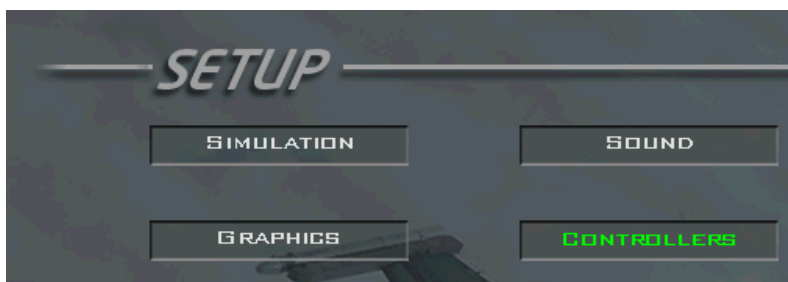 SETUP
SIMULATION
SOUND
GRAPHICS
CONTROLLERS